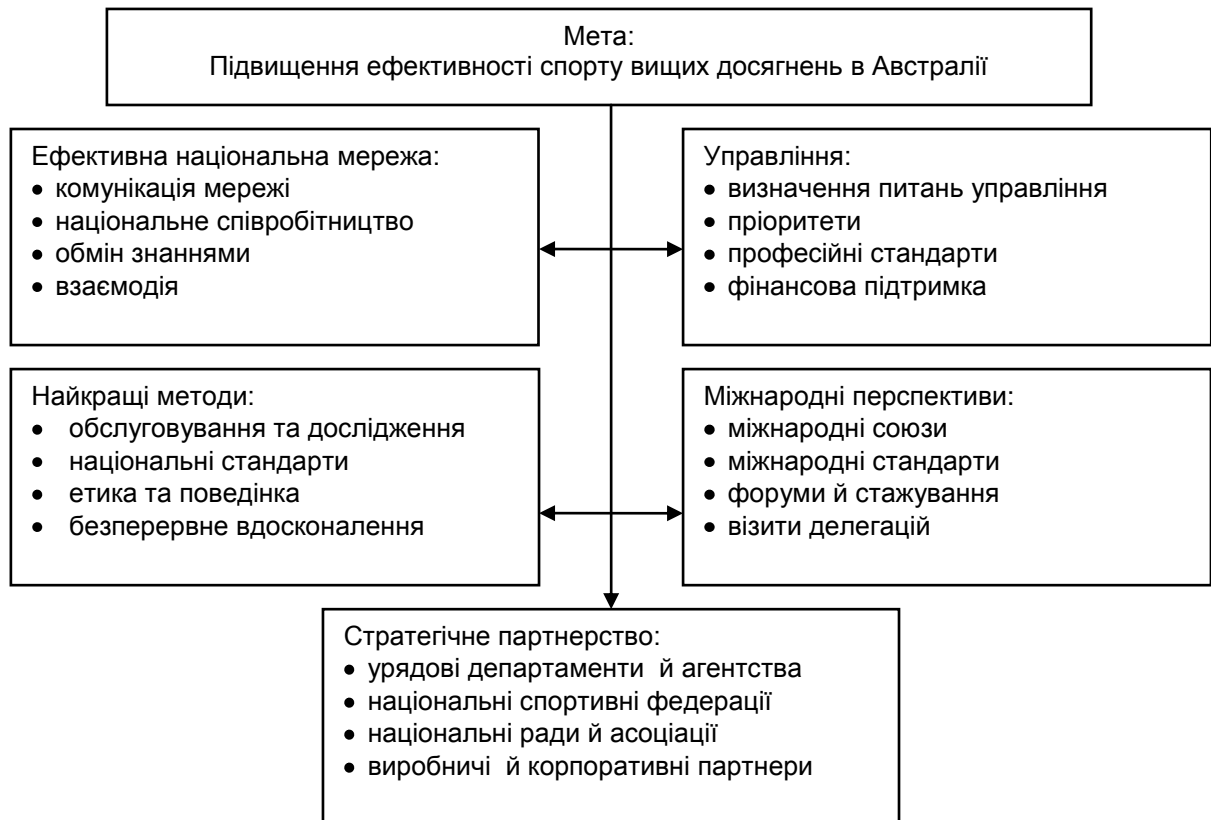 Мета:
Підвищення ефективності спорту вищих досягнень в Австралії
Ефективна національна мережа:
• комунікація мережі
• національне співробітництво
• обмін знаннями
• взаємодія
Управління:
• визначення питань управління
• пріоритети
• професійні стандарти
• фінансова підтримка
Найкращі методи:
• обслуговування та дослідження
• національні стандарти
• етика та поведінка
• безперервне вдосконалення
Міжнародні перспективи:
• міжнародні союзи
• міжнародні стандарти
• форуми й стажування
• візити делегацій
Стратегічне партнерство:
• урядові департаменти й агентства
• національні спортивні федерації
• національні ради й асоціації
• виробничі й корпоративні партнери